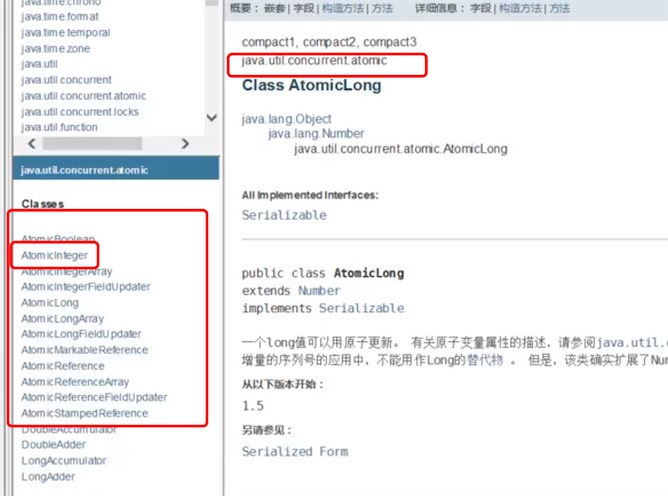 java.time.chrono
java.time.format
java.time.temporal
java.time.zone
java.util
java.util.concurrent
java.util.concurrent.atomic
java.util.concurrent.locks
java.util.function
java.util.concurrent.atomic
Classes
AtomicBoolean
AtomicInteger
AtomicIntegerArray
AtomicIntegerFieldUpdater
AtomicLong
AtomicLongArray
AtomicLongFieldUpdater
AtomicMarkableReference
AtomicReference
AtomicReferenceArray
AtomicReferenceFieldUpdater
AtomicStampedReference
DoubleAccumulator
DoubleAdder
LongAccumulator
LongAdder
概要： 嵌套 | 字段 | 构造方法 | 方法 详细信息： 字段 | 构造方法 | 方法
compact1, compact2, compact3
java.util.concurrent.atomic
Class AtomicLong
java.lang.Object
java.lang.Number
java.util.concurrent.atomic.AtomicLong
All Implemented Interfaces:
Serializable
public class AtomicLong
extends Number
implements Serializable
一个long值可以用原子更新。 有关原子变量属性的描述，请参阅java.util.
增量的序列号的应用中，不能用作Long的替代物 。 但是，该类确实扩展了Num
从以下版本开始：
1.5
另请参见：
Serialized Form